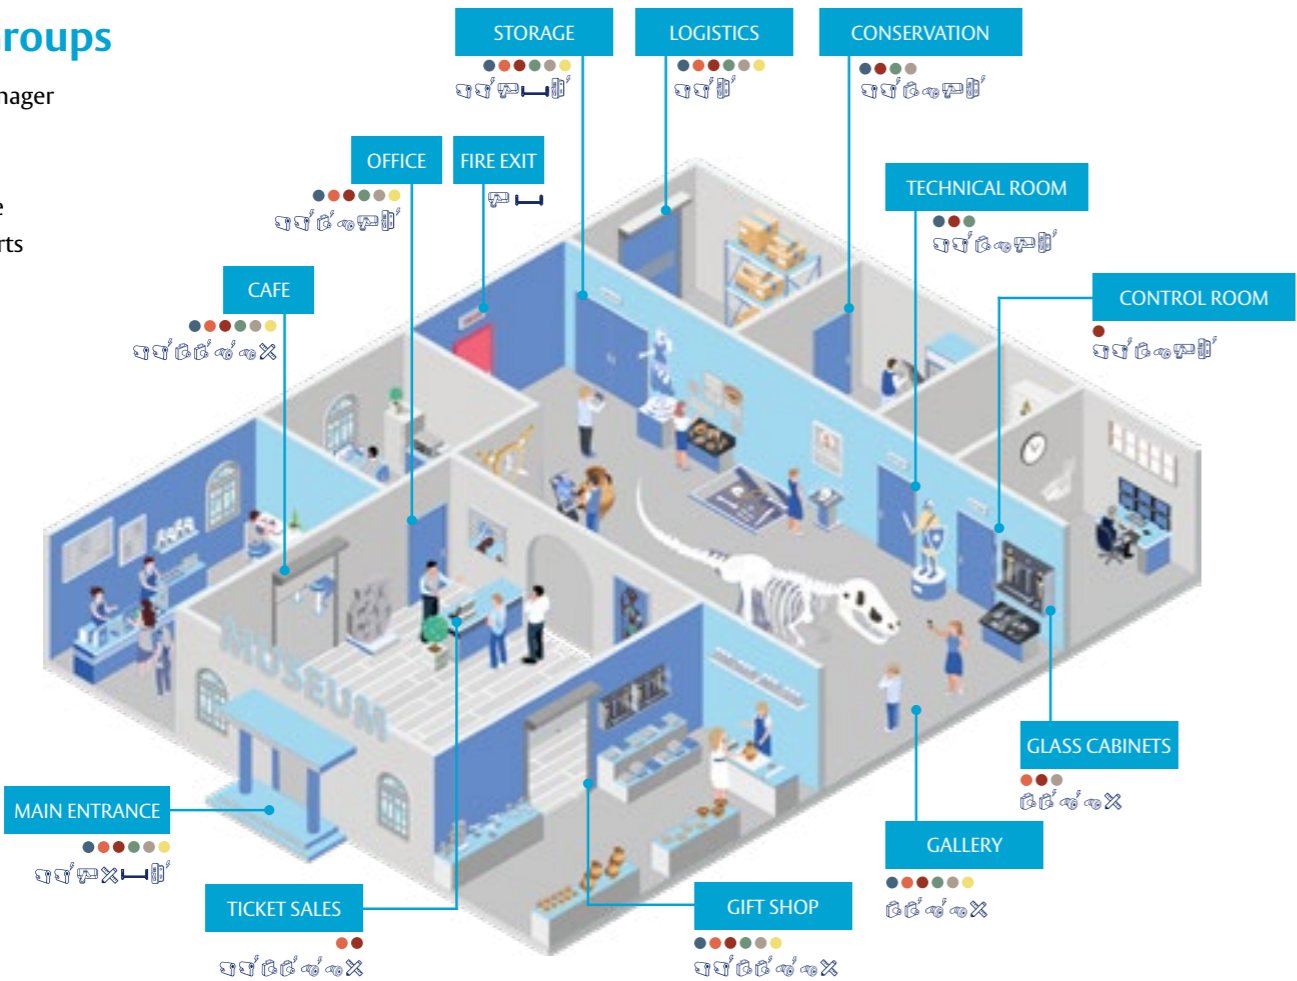 roups
nager
e
rts
STORAGE
LOGISTICS
CONSERVATION
OFFICE
FIRE EXIT
TECHNICAL ROOM
CAFE
CONTROL ROOM
MUSEUM
GLASS CABINETS
MAIN ENTRANCE
GALLERY
TICKET SALES
GIFT SHOP